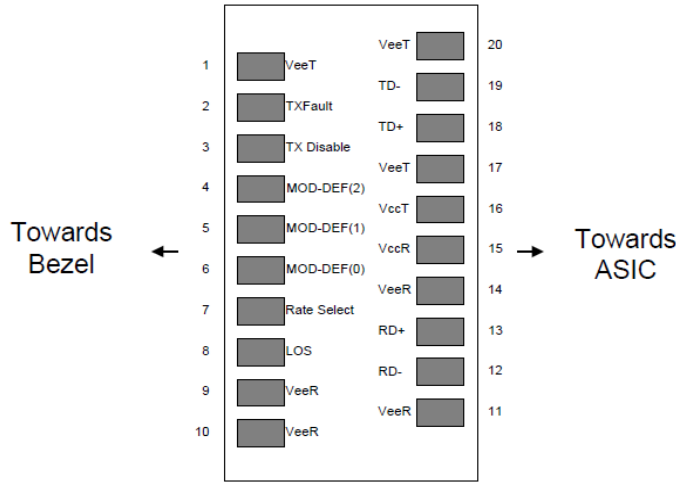 VeeT 20
1 VeeT
TD- 19
2 TXFault
TD+ 18
3 TX Disable
VeeT 17
4 MOD-DEF(2)
VccT 16
5 MOD-DEF(1)
Towards
Bezel
VccR 15
Towards
ASIC
6 MOD-DEF(0)
VeeR 14
7 Rate Select
RD+ 13
8 LOS
RD- 12
9 VeeR
VeeR 11
10 VeeR